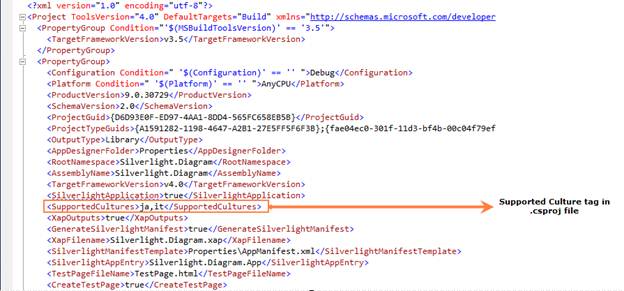 <?xml version="1.0" encoding="utf-8"?>
<Project ToolsVersion="4.0" DefaultTargets="Build" xmlns="http://schemas.microsoft.com/developer
<PropertyGroup Condition="'$(MSBuildToolsVersion)' == '3.5'">
<TargetFrameworkVersion>v3.5</TargetFrameworkVersion>
</PropertyGroup>
<PropertyGroup>
<Configuration Condition=" '$(Configuration)' == '' ">Debug</Configuration>
<Platform Condition=" '$(Platform)' == '' ">AnyCPU</Platform>
<ProductVersion>9.0.30729</ProductVersion>
<SchemaVersion>2.0</SchemaVersion>
<ProjectGuid>{D6D93E0F-ED97-4AA1-8DD4-565FC658EB5B}</ProjectGuid>
<ProjectTypeGuids>{A1591282-1198-4647-A2B1-27E5FF5F6F3B};{fae04ec0-301f-11d3-bf4b-00c04f79ef
<OutputType>Library</OutputType>
<AppDesignerFolder>Properties</AppDesignerFolder>
<RootNamespace>Silverlight.Diagram</RootNamespace>
<AssemblyName>Silverlight.Diagram</AssemblyName>
<TargetFrameworkVersion>v4.0</TargetFrameworkVersion>
<SilverlightApplication>true</SilverlightApplication>
<SupportedCultures>ja,it</SupportedCultures>
Supported Culture tag in
.csproj file
<XapOutputs>true</XapOutputs>
<GenerateSilverlightManifest>true</GenerateSilverlightManifest>
<XapFilename>Silverlight.Diagram.xap</XapFilename>
<SilverlightManifestTemplate>Properties\AppManifest.xml</SilverlightManifestTemplate>
<SilverlightAppEntry>Silverlight.Diagram.App</SilverlightAppEntry>
<TestPageFileName>TestPage.html</TestPageFileName>
<CreateTestPage>true</CreateTestPage>